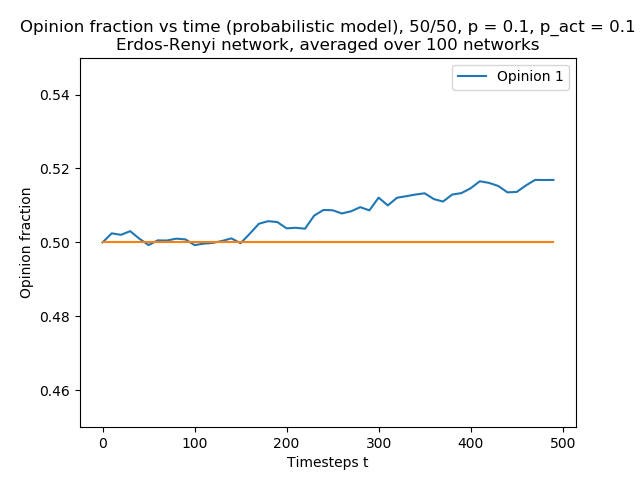 Opinion fraction vs time (probabilistic model), 50/50, p = 0.1, p_act = 0.1
Erdos-Renyi network, averaged over 100 networks
Opinion 1
0.54
0.52
0.50
0.48
0.46
Opinion fraction
0
100
200
300
400
500
Timesteps t